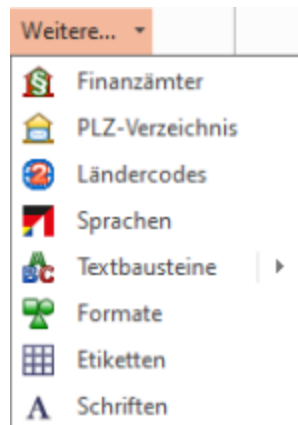 Weitere...
Finanzämter
PLZ-Verzeichnis
Ländercodes
Sprachen
Textbausteine
Formate
Etiketten
Schriften